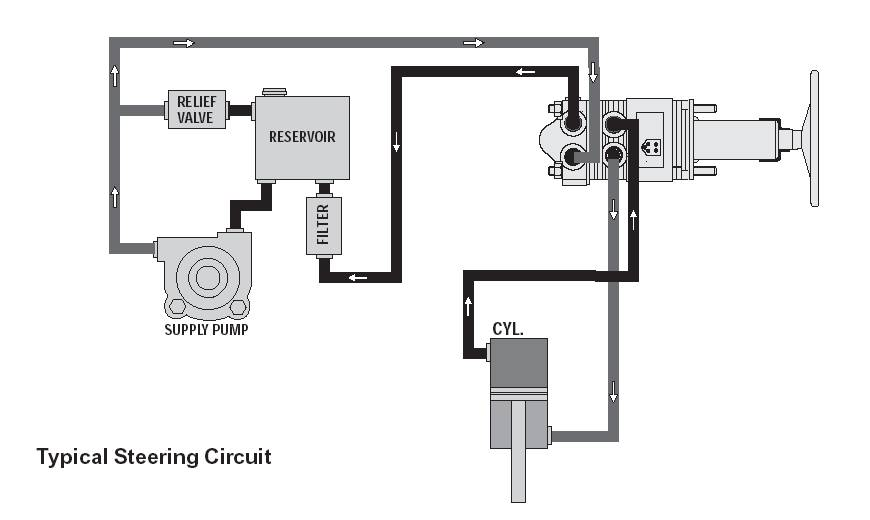 RELIEF
VALVE
RESERVOIR
FILTER
SUPPLY PUMP
CYL.
Typical Steering Circuit